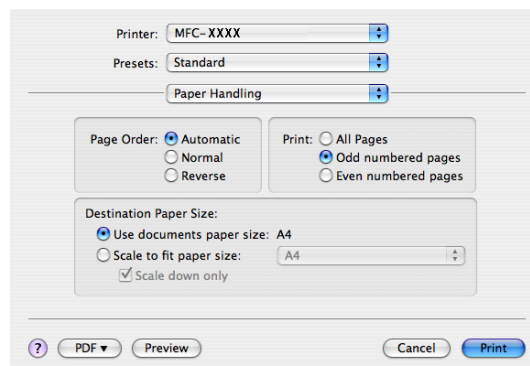 Printer: MFC-XXXX
Presets: Standard
Paper Handling
Page Order: Automatic
Normal
Reverse
Print: All Pages
Odd numbered pages
Even numbered pages
Destination Paper Size:
Use documents paper size: A4
Scale to fit paper size: A4
Scale down only
? PDF▼ Preview Cancel Print